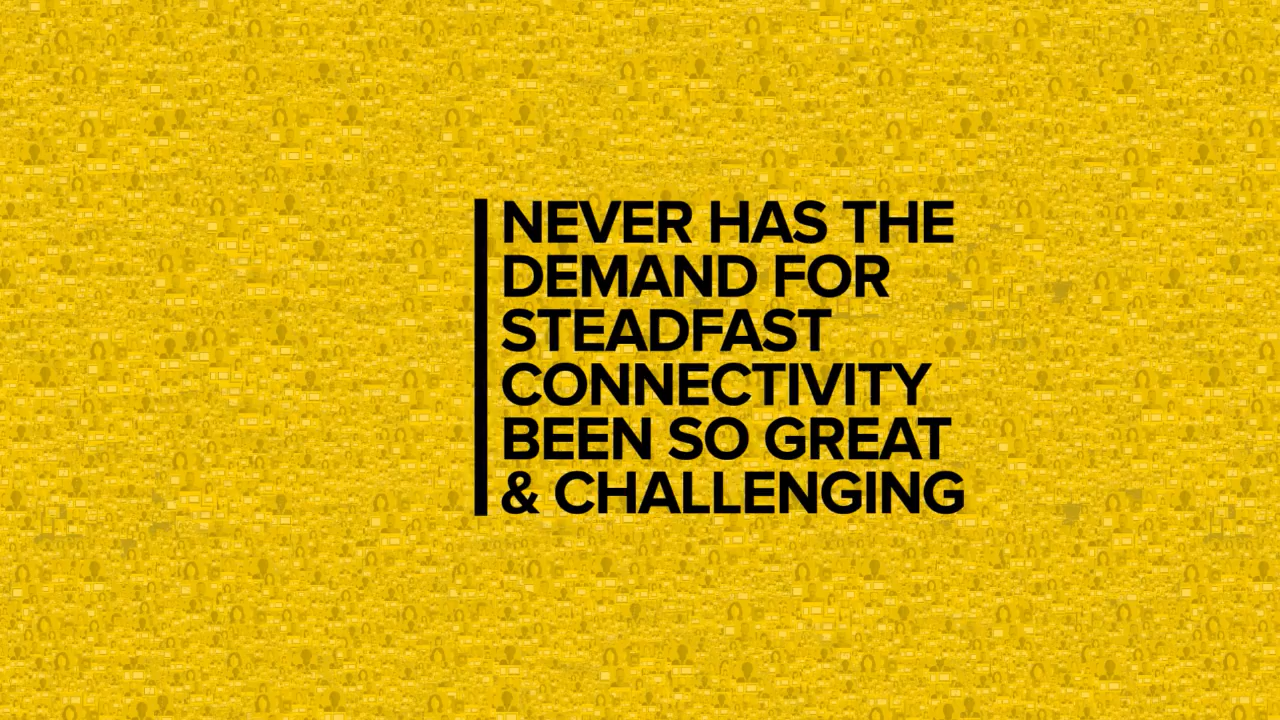 NEVER HAS THE
DEMAND FOR
STEADFAST
CONNECTIVITY
BEEN SO GREAT
& CHALLENGING